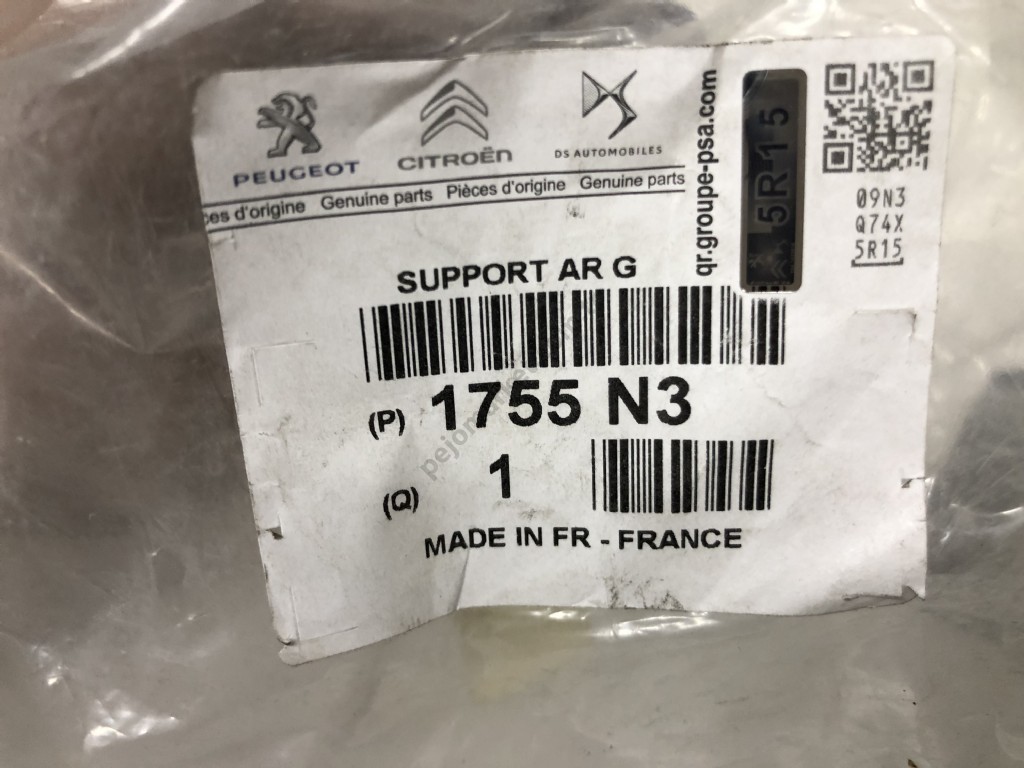 PEUGEOT
CITROËN
DS AUTOMOBILES
ces d'origine Genuine parts Pièces d'origine Genuine parts
qr.groupe-psa.com
5R15
09N3
Q74X
5R15
SUPPORT AR G
(P) 1755 N3
(Q) 1
MADE IN FR - FRANCE